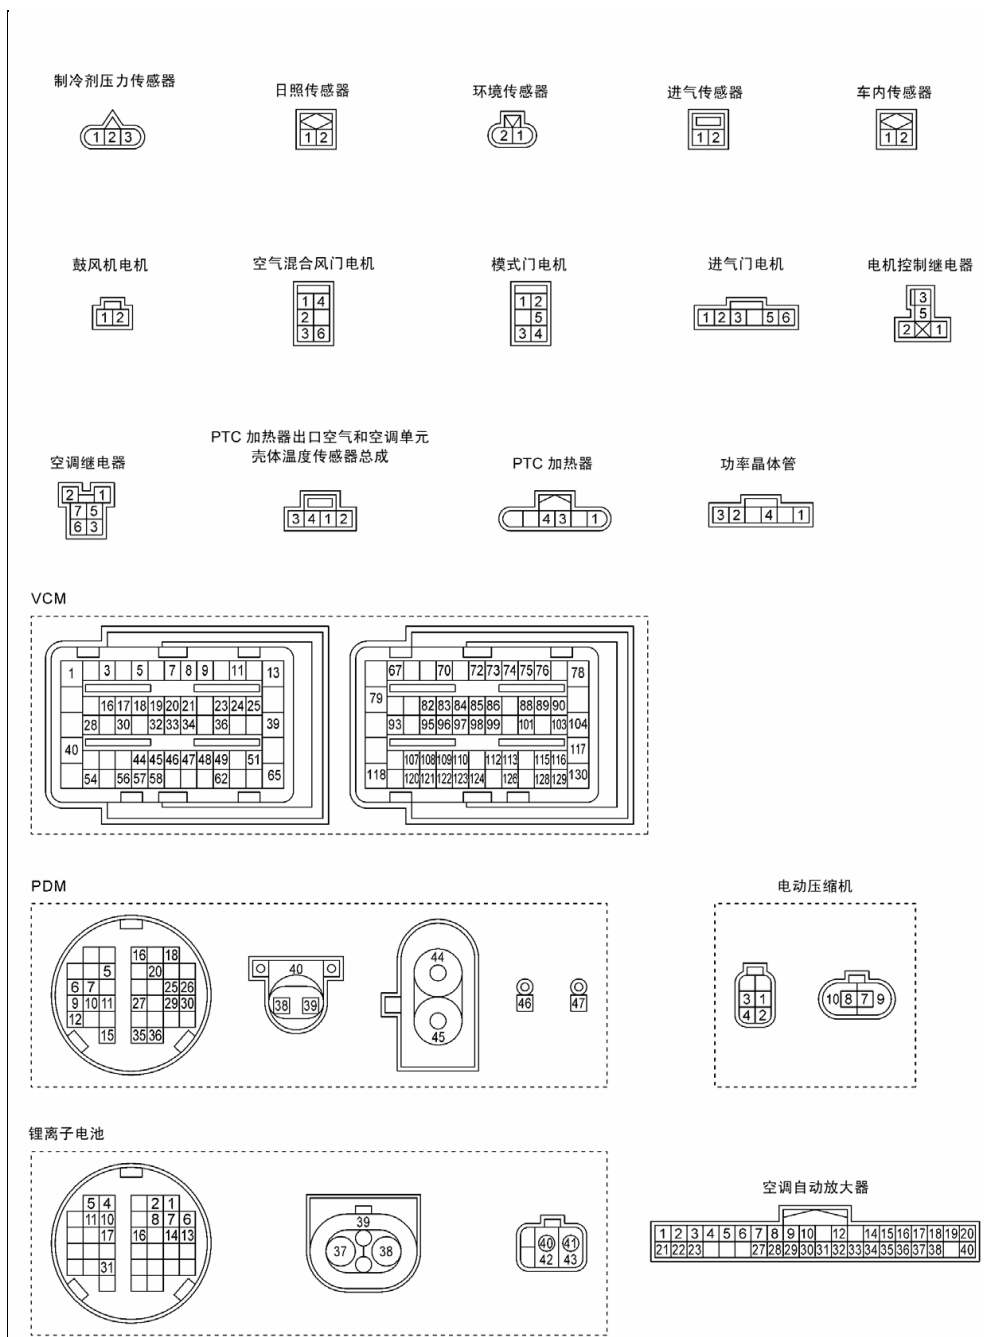 制冷剂压力传感器
日照传感器
环境传感器
进气传感器
车内传感器
1 2 3
1 2
2 1
1 2
1 2
鼓风机电机
空气混合风门电机
模式门电机
进气门电机
电机控制继电器
1 2
1 4
2
3 6
1 2
5
3 4
1 2 3 5 6
3
5
2 1
空调继电器
PTC 加热器出口空气和空调单元
壳体温度传感器总成
PTC 加热器
功率晶体管
2 1
7 5
6 3
3 4 1 2
4 3 1
3 2 4 1
VCM
1 3 5 7 8 9 11 13
16 17 18 19 20 21 23 24 25
28 30 32 33 34 36 39
40
44 45 46 47 48 49 51
54 56 57 58 62 65
67 70 72 73 74 75 76 78
79
82 83 84 85 86 88 89 90
93 95 96 97 98 99 101 103 104
117
107 108 109 110 112 113 115 116
118 120 121 122 123 124 126 128 129 130
PDM
16 18
5 20
6 7 25 26
9 10 11 27 29 30
12
15 35 36
40
38 39
44
45
46
47
电动压缩机
3 1
4 2
10 8 7 9
锂离子电池
5 4 2 1
11 10 8 7 6
17 16 14 13
31
39
37 38
40 41
42 43
空调自动放大器
1 2 3 4 5 6 7 8 9 10 12 14 15 16 17 18 19 20
21 22 23 27 28 29 30 31 32 33 34 35 36 37 38 40